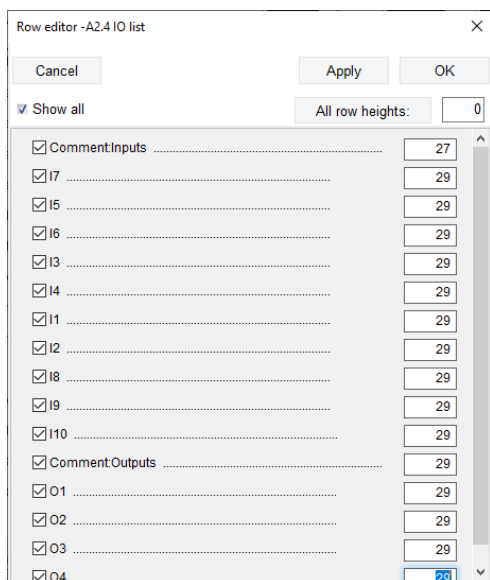 Row editor -A2.4 IO list
Cancel Apply OK
Show all All row heights: 0
Comment:Inputs ........................................................................... 27
I7 ........................................................................................ 29
I5 ........................................................................................ 29
I6 ........................................................................................ 29
I3 ........................................................................................ 29
I4 ........................................................................................ 29
I1 ........................................................................................ 29
I2 ........................................................................................ 29
I8 ........................................................................................ 29
I9 ........................................................................................ 29
I10 ........................................................................................ 29
Comment:Outputs ........................................................................... 29
O1 ........................................................................................ 29
O2 ........................................................................................ 29
O3 ........................................................................................ 29
O4 ........................................................................................ 29